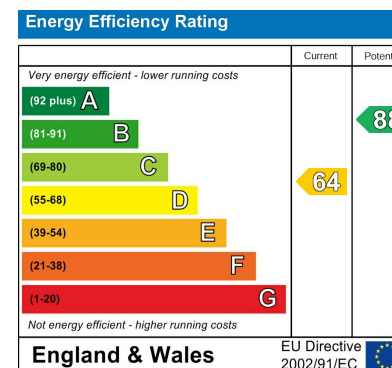 Energy Efficiency Rating
Current
Very energy efficient - lower running costs
(92 plus) A
(81-91) B
(69-80) C
(55-68) D
(39-54) E
(21-38) F
(1-20) G
64
Not energy efficient - higher running costs
England & Wales
EU Directive
2002/91/EC